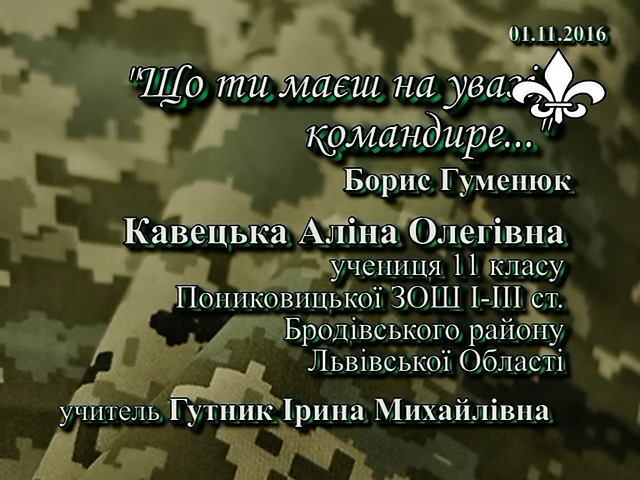 01.11.2016
"Що ти маєш на увазі
командире..."
Борис Гуменюк
Кавецька Аліна Олегівна
учениця 11 класу
Пониковицької ЗОШ І-ІІІ ст.
Бродівського району
Львівської Області
учитель Гутник Ірина Михайлівна